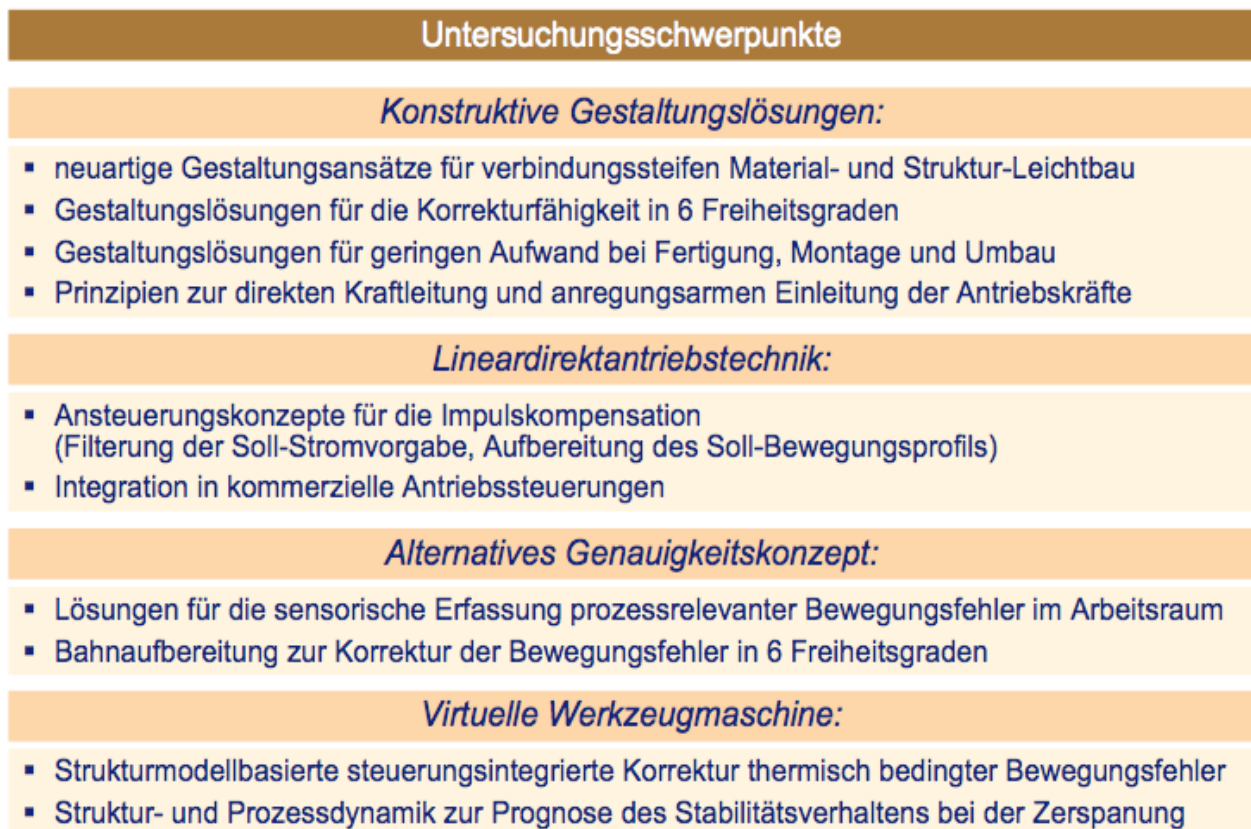 Untersuchungsschwerpunkte
Konstruktive Gestaltungslösungen:
▪ neuartige Gestaltungsansätze für verbindungssteifen Material- und Struktur-Leichtbau
▪ Gestaltungslösungen für die Korrekturfähigkeit in 6 Freiheitsgraden
▪ Gestaltungslösungen für geringen Aufwand bei Fertigung, Montage und Umbau
▪ Prinzipien zur direkten Kraftleitung und anregungsarmen Einleitung der Antriebskräfte
Lineardirektantriebstechnik:
▪ Ansteuerungskonzepte für die Impulskompensation
(Filterung der Soll-Stromvorgabe, Aufbereitung des Soll-Bewegungsprofils)
▪ Integration in kommerzielle Antriebssteuerungen
Alternatives Genauigkeitskonzept:
▪ Lösungen für die sensorische Erfassung prozessrelevanter Bewegungsfehler im Arbeitsraum
▪ Bahnaufbereitung zur Korrektur der Bewegungsfehler in 6 Freiheitsgraden
Virtuelle Werkzeugmaschine:
▪ Strukturmodellbasierte steuerungsintegrierte Korrektur thermisch bedingter Bewegungsfehler
▪ Struktur- und Prozessdynamik zur Prognose des Stabilitätsverhaltens bei der Zerspanung